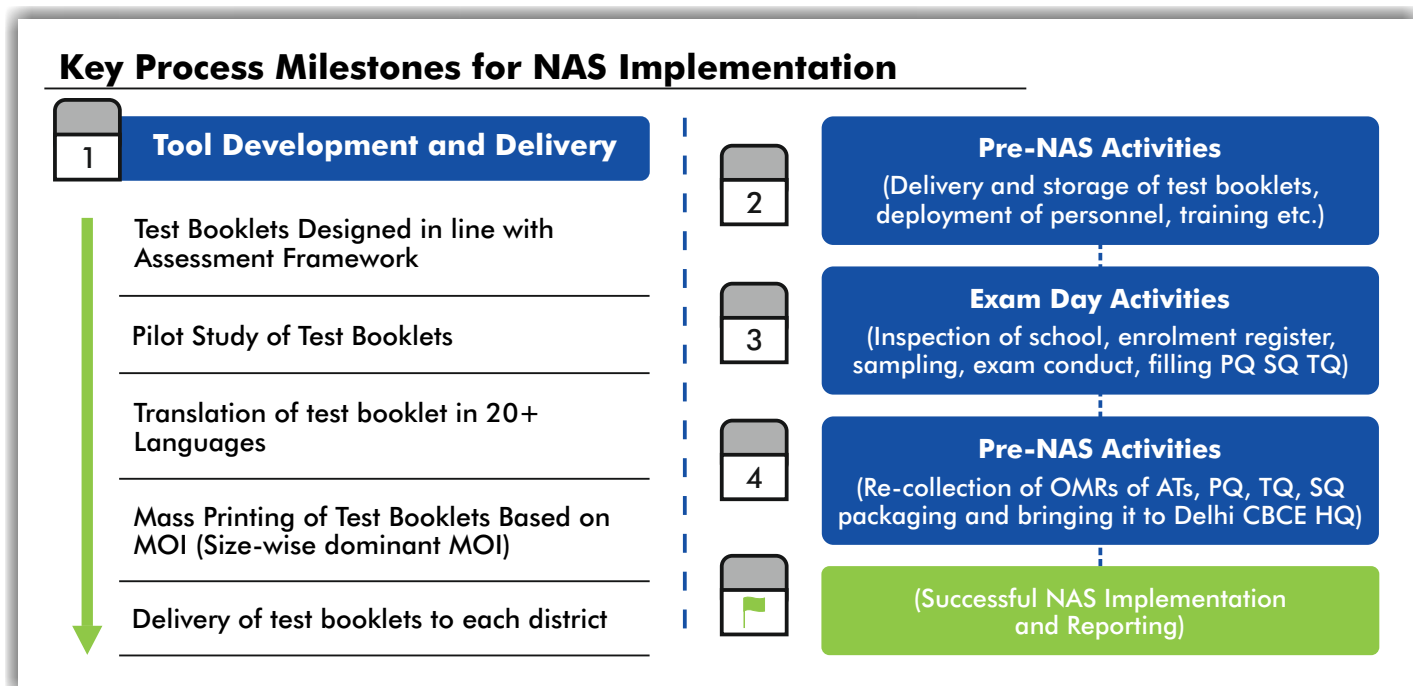 Key Process Milestones for NAS Implementation
1
Tool Development and Delivery
Test Booklets Designed in line with
Assessment Framework
Pilot Study of Test Booklets
Translation of test booklet in 20+
Languages
Mass Printing of Test Booklets Based on
MOI (Size-wise dominant MOI)
Delivery of test booklets to each district
2
Pre-NAS Activities
(Delivery and storage of test booklets,
deployment of personnel, training etc.)
3
Exam Day Activities
(Inspection of school, enrolment register,
sampling, exam conduct, filling PQ SQ TQ)
4
Pre-NAS Activities
(Re-collection of OMRs of ATs, PQ, TQ, SQ
packaging and bringing it to Delhi CBCE HQ)
(Successful NAS Implementation
and Reporting)